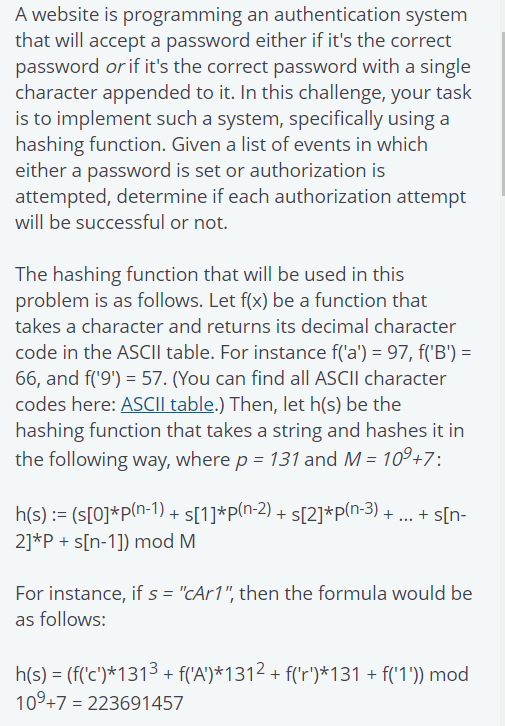 A website is programming an authentication system
that will accept a password either if it's the correct
password or if it's the correct password with a single
character appended to it. In this challenge, your task
is to implement such a system, specifically using a
hashing function. Given a list of events in which
either a password is set or authorization is
attempted, determine if each authorization attempt
will be successful or not.
The hashing function that will be used in this
problem is as follows. Let f(x) be a function that
takes a character and returns its decimal character
code in the ASCII table. For instance f('a') = 97, f('B') =
66, and f('9') = 57. (You can find all ASCII character
codes here: ASCII table.) Then, let h(s) be the
hashing function that takes a string and hashes it in
the following way, where p = 131 and M = 10⁹+7:
h(s) := (s[0]*P⁽ⁿ⁻¹⁾ + s[1]*P⁽ⁿ⁻²⁾ + s[2]*P⁽ⁿ⁻³⁾ + ... + s[n-
2]*P + s[n-1]) mod M
For instance, if s = "cAr1", then the formula would be
as follows:
h(s) = (f('c')*131³ + f('A')*131² + f('r')*131 + f('1')) mod
10⁹+7 = 223691457